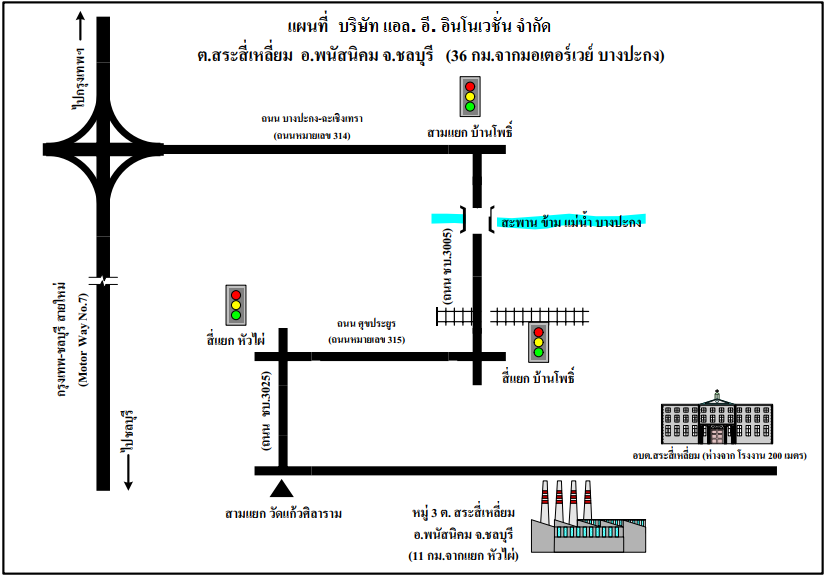 แผนที่ บริษัท แอล. อี. อินโนเวชั่น จำกัด
ต.สระสี่เหลี่ยม อ.พนัสนิคม จ.ชลบุรี (36 กม.จากมอเตอร์เวย์ บางปะกง)
ไปกรุงเทพฯ
ถนน บางปะกง-ฉะเชิงเทรา
(ถนนหมายเลข 314)
สามแยก บ้านโพธิ์
สะพาน ข้าม แม่น้ำ บางปะกง
(ถนน ชบ.3005)
กรุงเทพ-ชลบุรี สายใหม่
(Motor Way No.7)
สี่แยก หัวไผ่
ถนน ศุขประยูร
(ถนนหมายเลข 315)
สี่แยก บ้านโพธิ์
(ถนน ชบ.3025)
ไปชลบุรี
อบต.สระสี่เหลี่ยม (ห่างจาก โรงงาน 200 เมตร)
สามแยก วัดแก้วศิลาราม
หมู่ 3 ต. สระสี่เหลี่ยม
อ.พนัสนิคม จ.ชลบุรี
(11 กม.จากแยก หัวไผ่)